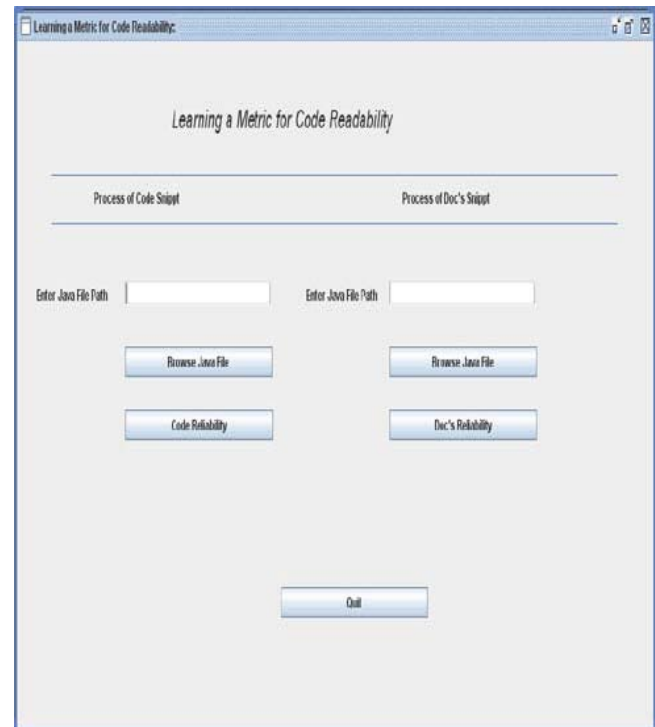 Learning a Metric for Code Readability:
Learning a Metric for Code Readability
Process of Code Snippt
Process of Doc's Snippt
Enter Java File Path
Enter Java File Path
Browse Java File
Browse Java File
Code Reliability
Doc's Reliability
Quit